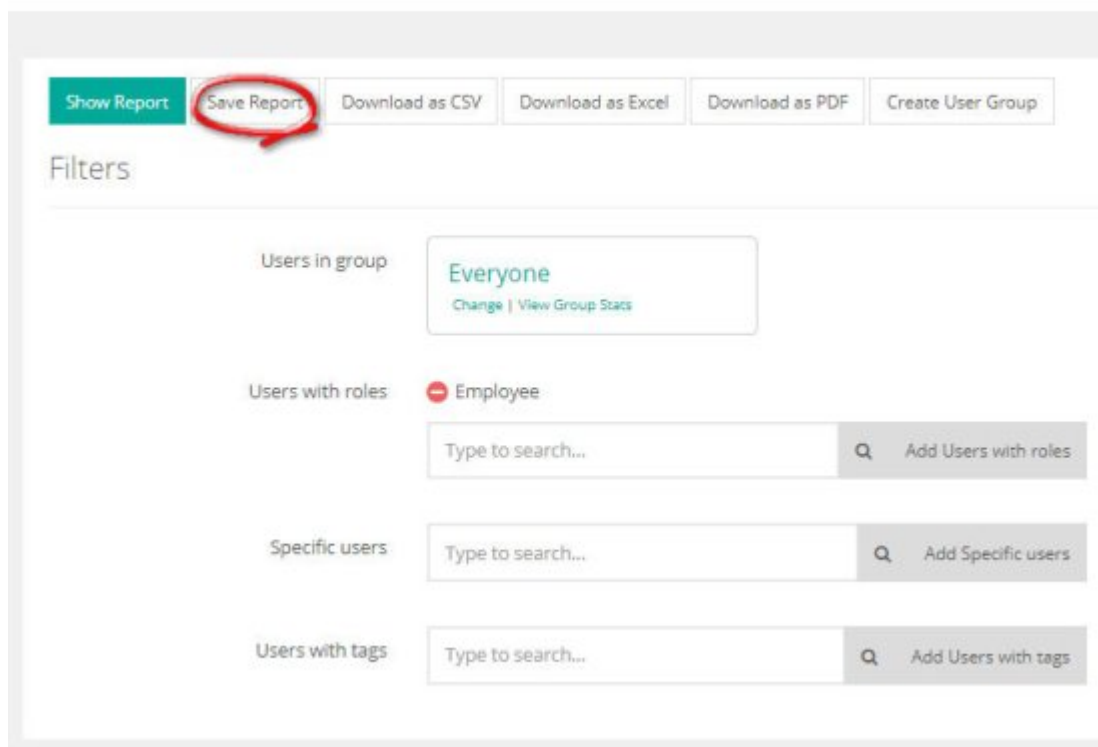 Show Report Save Report Download as CSV Download as Excel Download as PDF Create User Group
Filters
Users in group
Everyone
Change | View Group Stats
Users with roles
Employee
Type to search... Add Users with roles
Specific users
Type to search... Add Specific users
Users with tags
Type to search... Add Users with tags